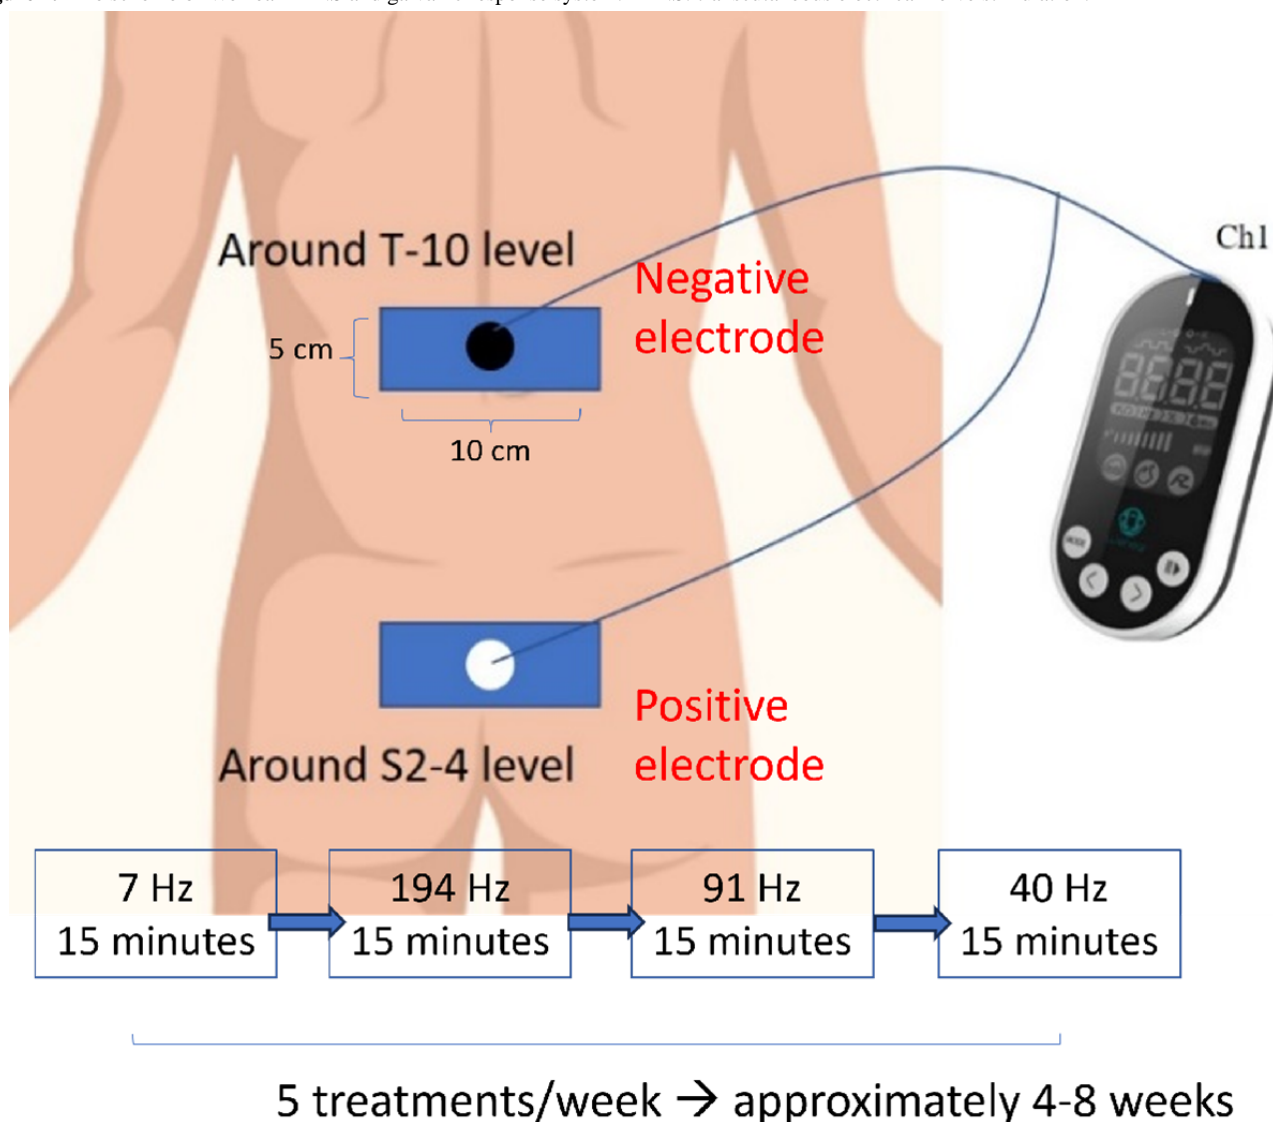 Around T-10 level
Ch1
Negative
electrode
5 cm
10 cm
Positive
electrode
Around S2-4 level
7 Hz
15 minutes
194 Hz
15 minutes
91 Hz
15 minutes
40 Hz
15 minutes
5 treatments/week → approximately 4-8 weeks